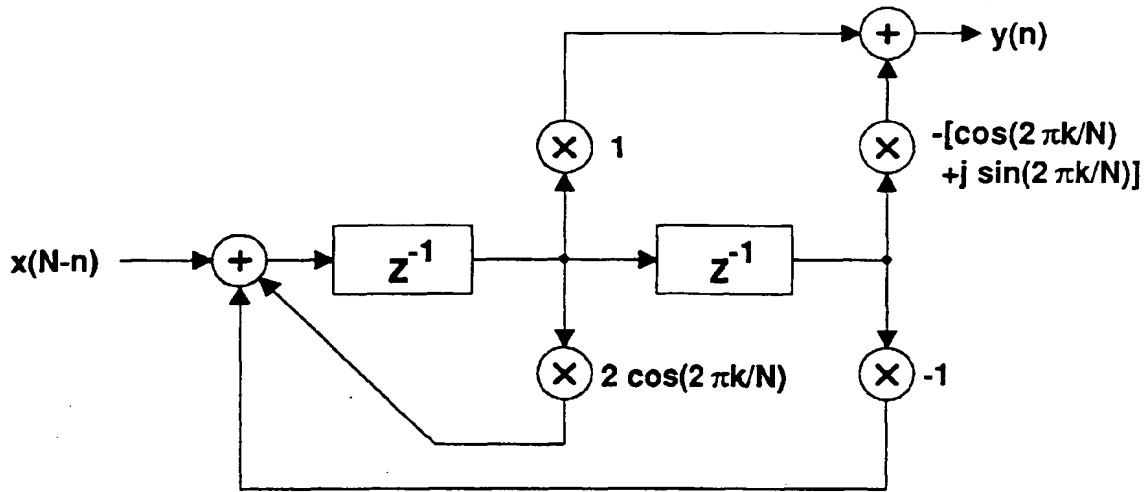 +
y(n)
×
1
×
-[cos(2 πk/N)
+j sin(2 πk/N)]
x(N-n)
+
z⁻¹
z⁻¹
×
2 cos(2 πk/N)
×
-1